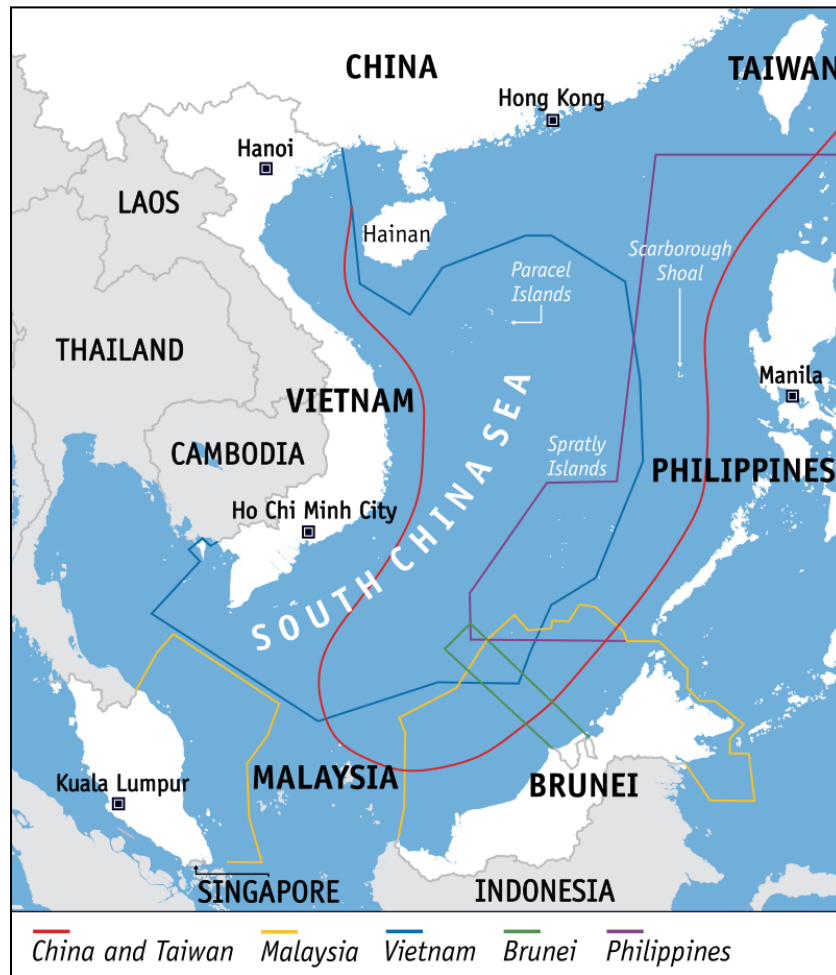 CHINA
TAIWAN
Hong Kong
Hanoi
LAOS
Hainan
Scarborough
Shoal
Paracel
Islands
THAILAND
Manila
VIETNAM
CAMBODIA
Spratly
Islands
PHILIPPINES
Ho Chi Minh City
SOUTH CHINA SEA
Kuala Lumpur
MALAYSIA
BRUNEI
SINGAPORE
INDONESIA
China and Taiwan Malaysia Vietnam Brunei Philippines